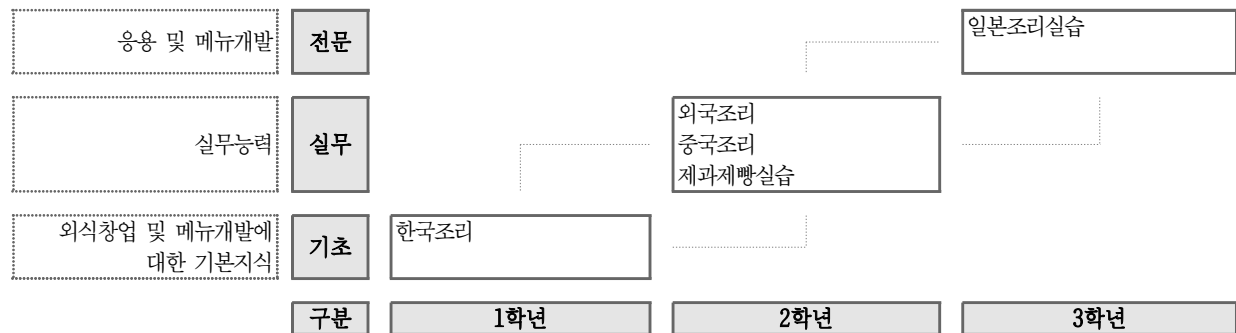 응용 및 메뉴개발
전문
일본조리실습
실무능력
실무
외국조리
중국조리
제과제빵실습
외식창업 및 메뉴개발에
대한 기본지식
기초
한국조리
구분
1학년
2학년
3학년